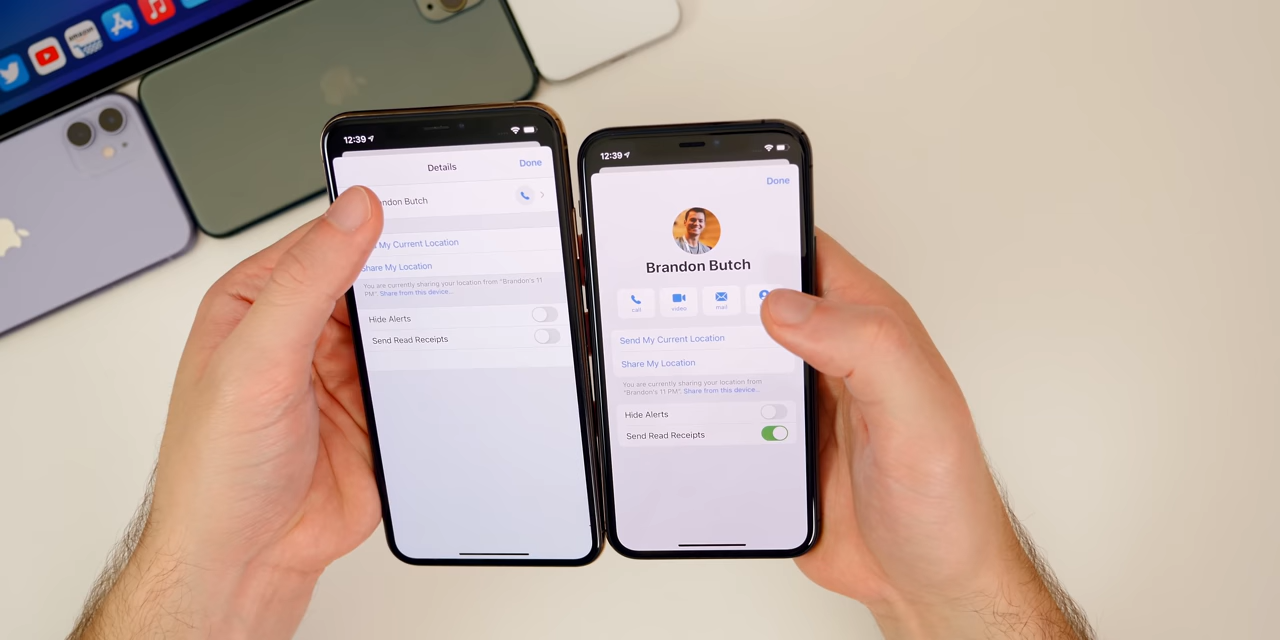 amazon
12:39
Details
Done
ndon Butch
My Current Location
Share My Location
You are currently sharing your location from "Brandon's 11
PM". Share from this device...
Hide Alerts
Send Read Receipts
12:39
Done
Brandon Butch
call
video
mail
Send My Current Location
Share My Location
You are currently sharing your location from
"Brandon's 11 PM". Share from this device...
Hide Alerts
Send Read Receipts